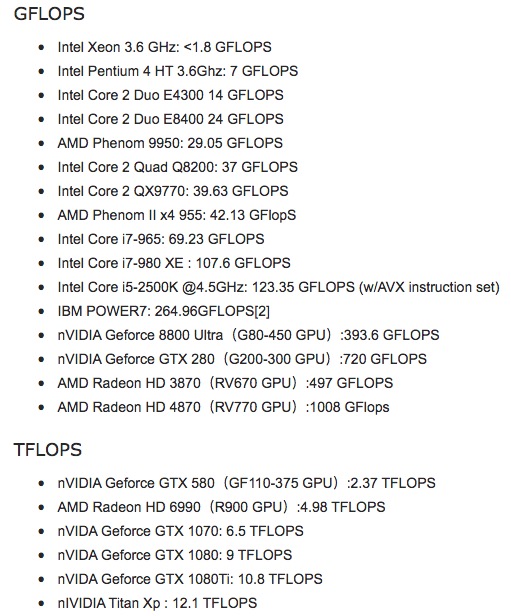 GFLOPS
• Intel Xeon 3.6 GHz: <1.8 GFLOPS
• Intel Pentium 4 HT 3.6Ghz: 7 GFLOPS
• Intel Core 2 Duo E4300 14 GFLOPS
• Intel Core 2 Duo E8400 24 GFLOPS
• AMD Phenom 9950: 29.05 GFLOPS
• Intel Core 2 Quad Q8200: 37 GFLOPS
• Intel Core 2 QX9770: 39.63 GFLOPS
• AMD Phenom II x4 955: 42.13 GFlopS
• Intel Core i7-965: 69.23 GFLOPS
• Intel Core i7-980 XE : 107.6 GFLOPS
• Intel Core i5-2500K @4.5GHz: 123.35 GFLOPS (w/AVX instruction set)
• IBM POWER7: 264.96GFLOPS[2]
• nVIDIA Geforce 8800 Ultra（G80-450 GPU）:393.6 GFLOPS
• nVIDIA Geforce GTX 280（G200-300 GPU）:720 GFLOPS
• AMD Radeon HD 3870（RV670 GPU）:497 GFLOPS
• AMD Radeon HD 4870（RV770 GPU）:1008 GFlops
TFLOPS
• nVIDIA Geforce GTX 580（GF110-375 GPU）:2.37 TFLOPS
• AMD Radeon HD 6990（R900 GPU）:4.98 TFLOPS
• nVIDA Geforce GTX 1070: 6.5 TFLOPS
• nVIDA Geforce GTX 1080: 9 TFLOPS
• nVIDA Geforce GTX 1080Ti: 10.8 TFLOPS
• nIVIDIA Titan Xp : 12.1 TFLOPS